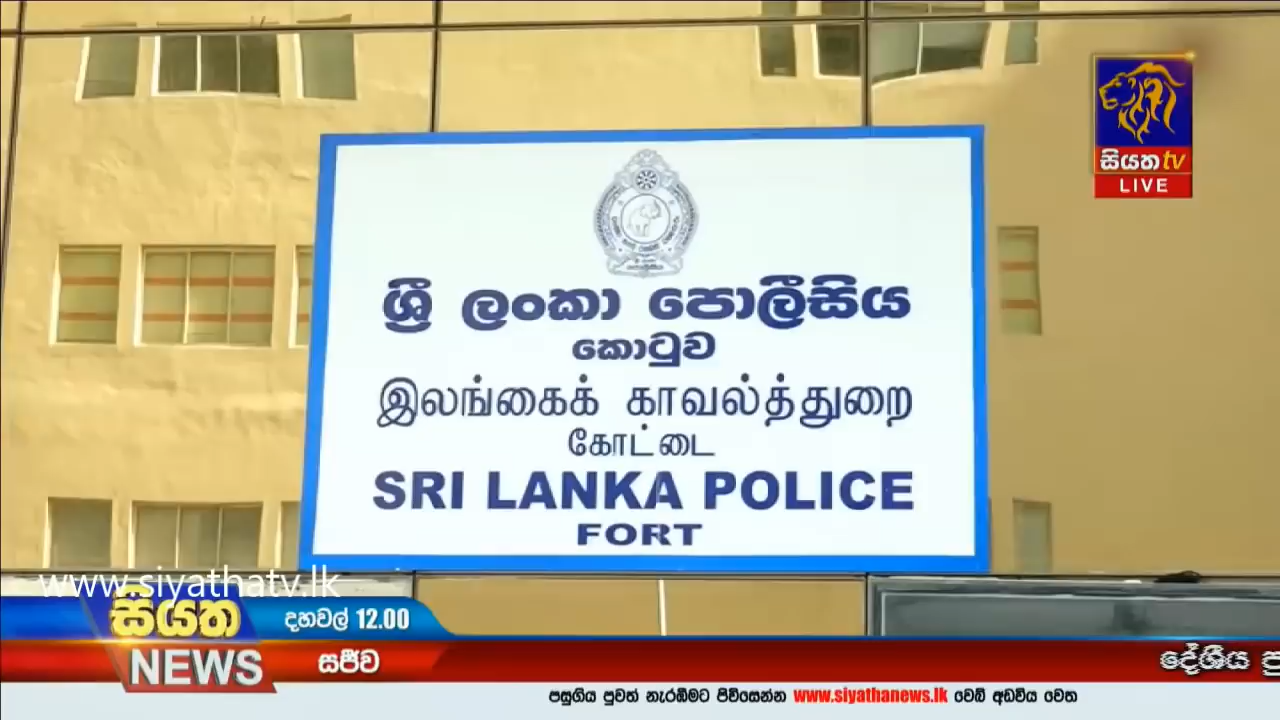 සියත tv
LIVE
ශ්‍රී ලංකා පොලීසිය
කොටුව
இலங்கைக் காவல்த்துறை
கோட்டை
SRI LANKA POLICE
FORT
www.siyathatv.lk
සියත
දහවල් 12.00
NEWS
සජීව
දේශීය
පසුගිය පුවත් නැරඹීමට පිවිසෙන්න www.siyathanews.lk වෙබ් අඩවිය වෙත